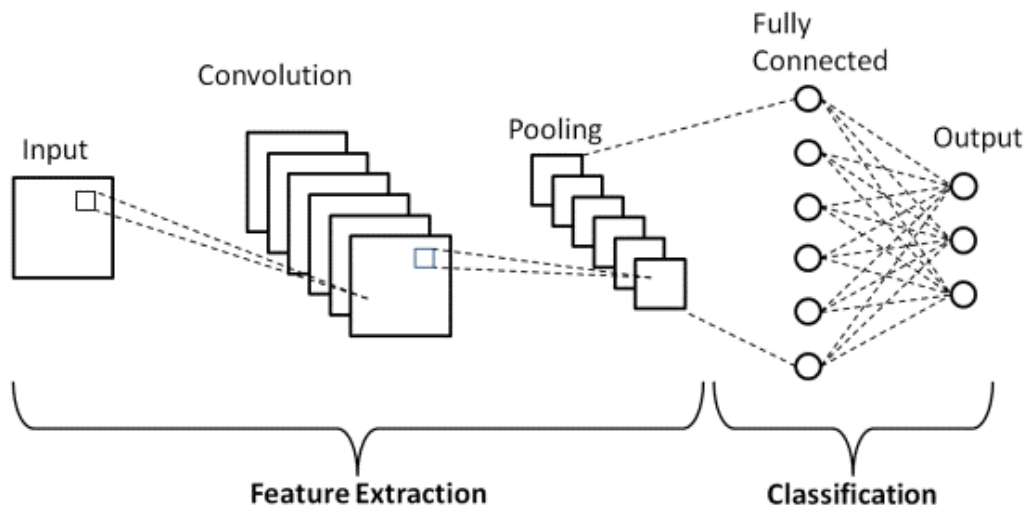 Input
Convolution
Pooling
Fully
Connected
Output
Feature Extraction
Classification